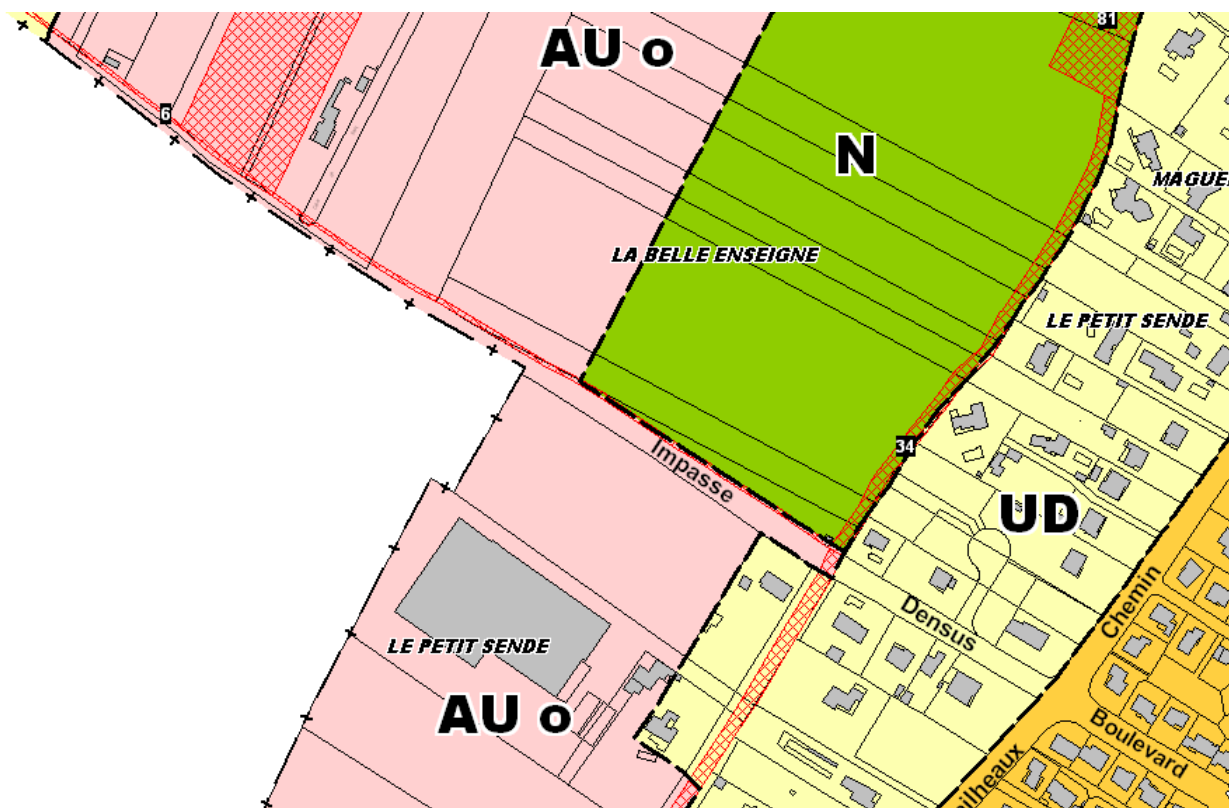 81
AU o
6
N
MAGUE
LA BELLE ENSEIGNE
LE PETIT SENDE
34
Impasse
UD
Chemin
Densus
LE PETIT SENDE
AU o
Boulevard
ilheaux